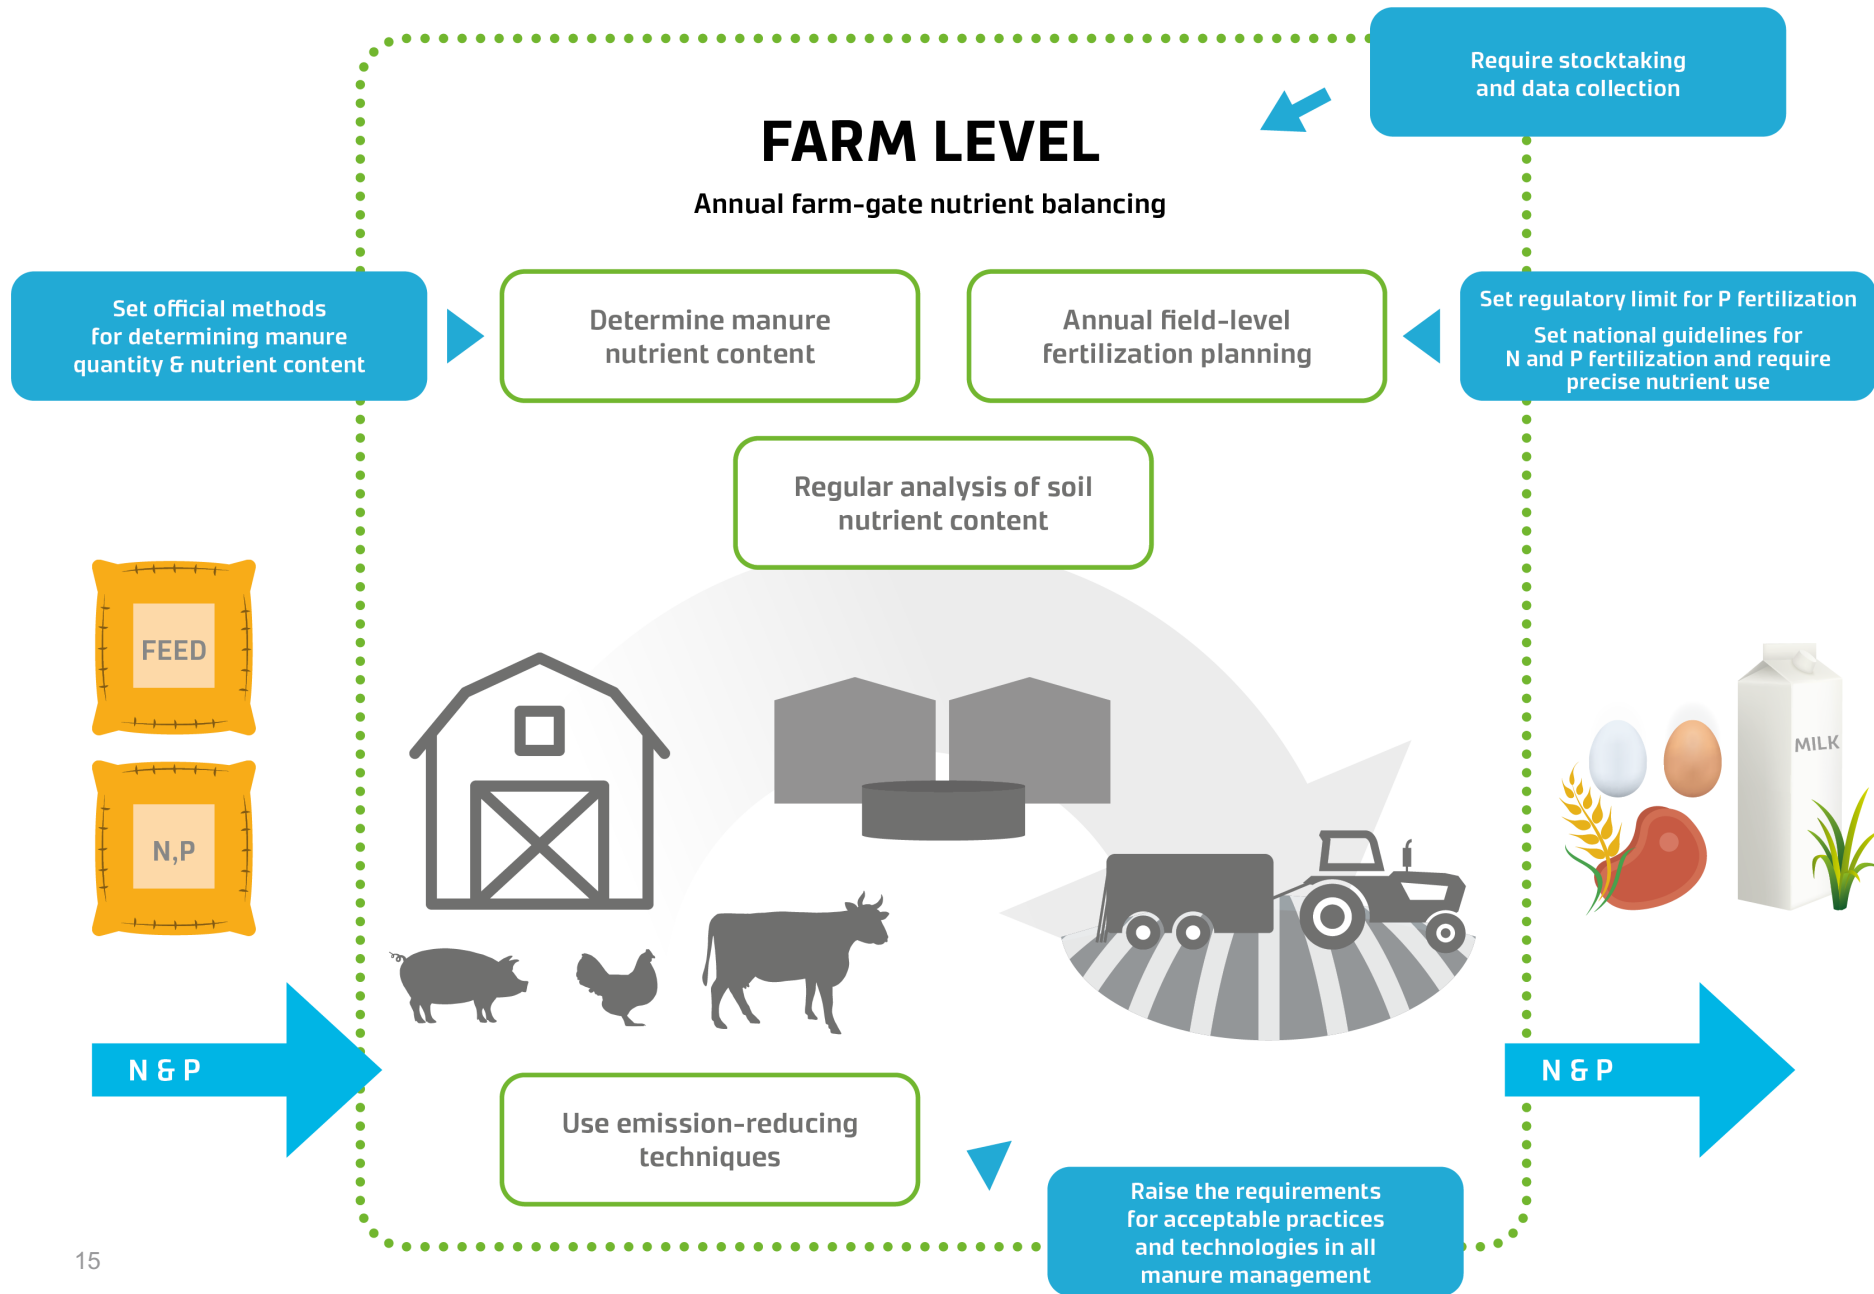 Require stocktaking
and data collection
FARM LEVEL
Annual farm-gate nutrient balancing
Set official methods
for determining manure
quantity & nutrient content
Determine manure
nutrient content
Annual field-level
fertilization planning
Set regulatory limit for P fertilization
Set national guidelines for
N and P fertilization and require
precise nutrient use
Regular analysis of soil
nutrient content
FEED
N,P
MILK
N & P
N & P
Use emission-reducing
techniques
Raise the requirements
for acceptable practices
and technologies in all
manure management
15